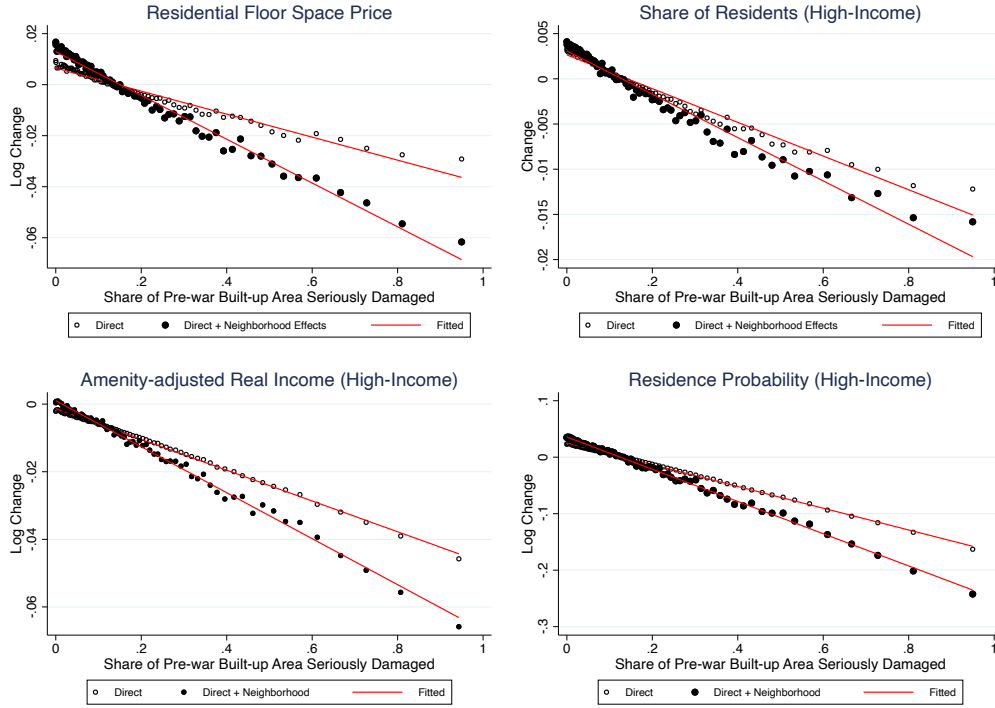 Residential Floor Space Price
Log Change
.02
0
-.02
-.04
-.06
0 .2 .4 .6 .8 1
Share of Pre-war Built-up Area Seriously Damaged
Direct Direct + Neighborhood Effects Fitted
Share of Residents (High-Income)
Change
.005
0
-.005
-.01
-.015
-.02
0 .2 .4 .6 .8 1
Share of Pre-war Built-up Area Seriously Damaged
Direct Direct + Neighborhood Effects Fitted
Amenity-adjusted Real Income (High-Income)
Log Change
0
-.02
-.04
-.06
0 .2 .4 .6 .8 1
Share of Pre-war Built-up Area Seriously Damaged
Direct Direct + Neighborhood Fitted
Residence Probability (High-Income)
Log Change
.1
0
-.1
-.2
-.3
0 .2 .4 .6 .8 1
Share of Pre-war Built-up Area Seriously Damaged
Direct Direct + Neighborhood Fitted